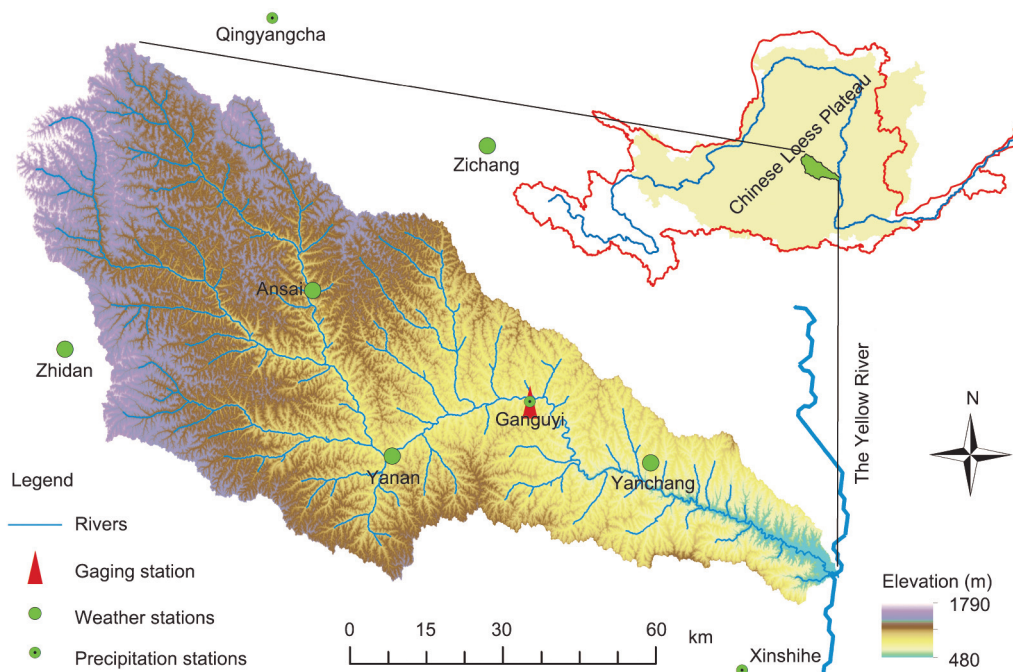 Qingyangcha
Zichang
Chinese Loess Plateau
Ansai
Zhidan
Ganguyi
The Yellow River
N
Yanan
Yanchang
Legend
Rivers
Gaging station
Weather stations
Precipitation stations
0 15 30 60 km
Xinshihe
Elevation (m)
1790
480